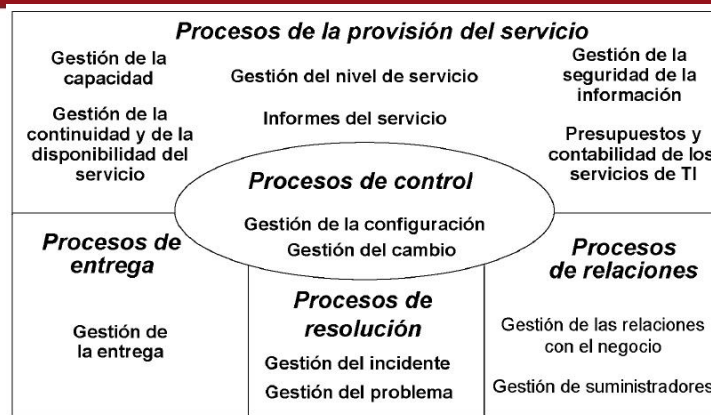 Procesos de la provisión del servicio
Gestión de la
capacidad
Gestión de la
continuidad y de la
disponibilidad del
servicio
Gestión del nivel de servicio
Informes del servicio
Gestión de la
seguridad de la
información
Presupuestos y
contabilidad de los
servicios de TI
Procesos de control
Gestión de la configuración
Gestión del cambio
Procesos de
entrega
Gestión de
la entrega
Procesos de
resolución
Gestión del incidente
Gestión del problema
Procesos
de relaciones
Gestión de las relaciones
con el negocio
Gestión de suministradores